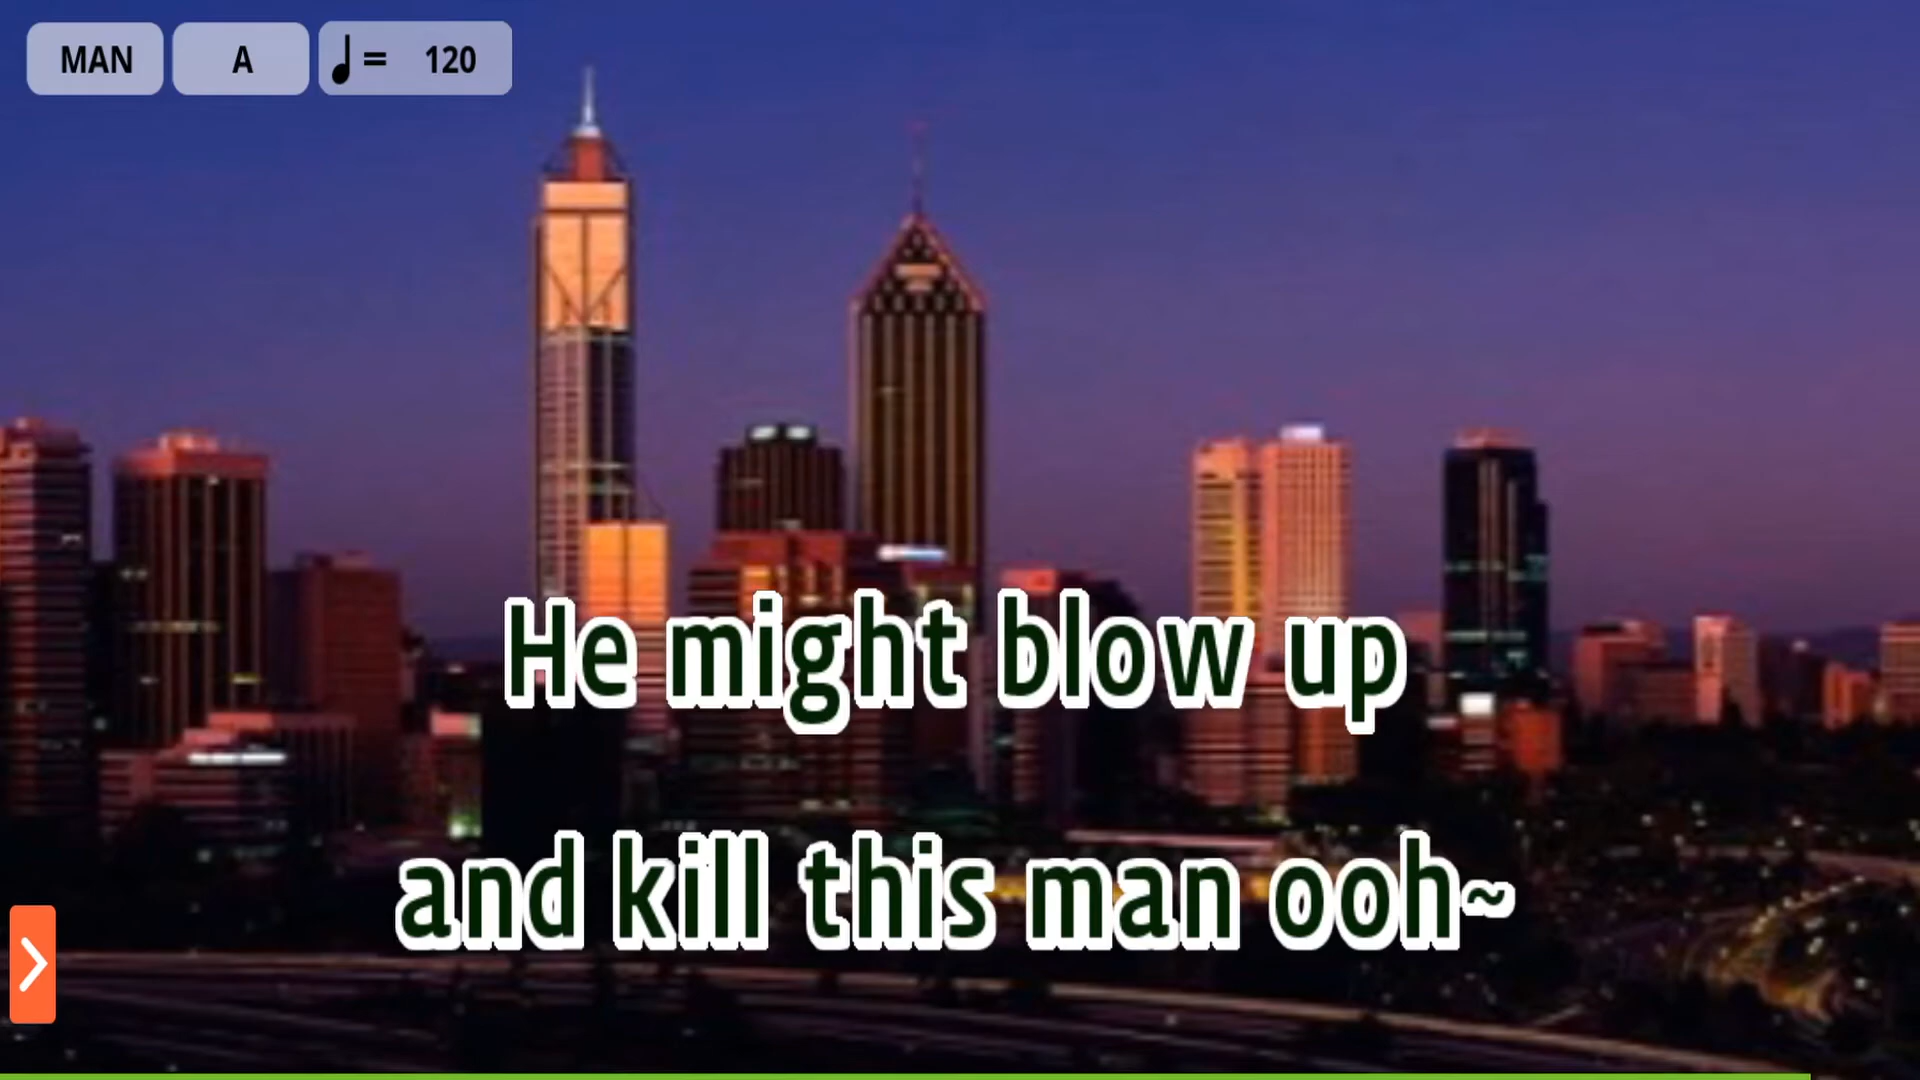 MAN A ♩= 120
He might blow up
and kill this man ooh~